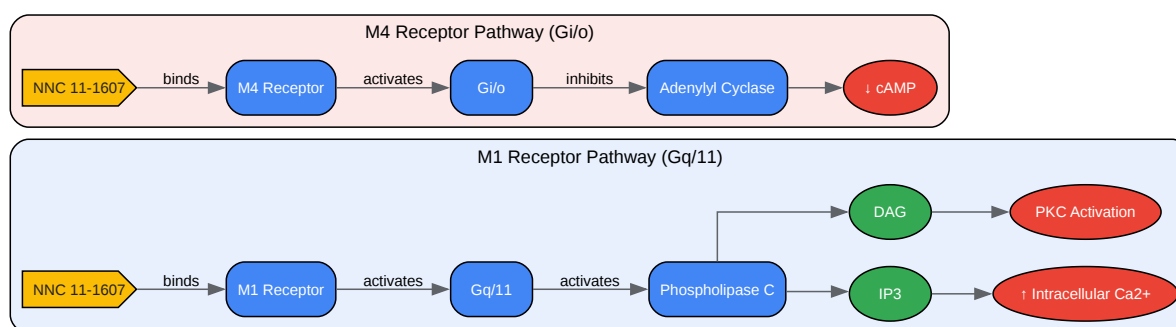 M4 Receptor Pathway (Gi/o)
NNC 11-1607 binds M4 Receptor activates Gi/o inhibits Adenylyl Cyclase ↓ cAMP
M1 Receptor Pathway (Gq/11)
DAG PKC Activation
NNC 11-1607 binds M1 Receptor activates Gq/11 activates Phospholipase C IP3 ↑ Intracellular Ca2+